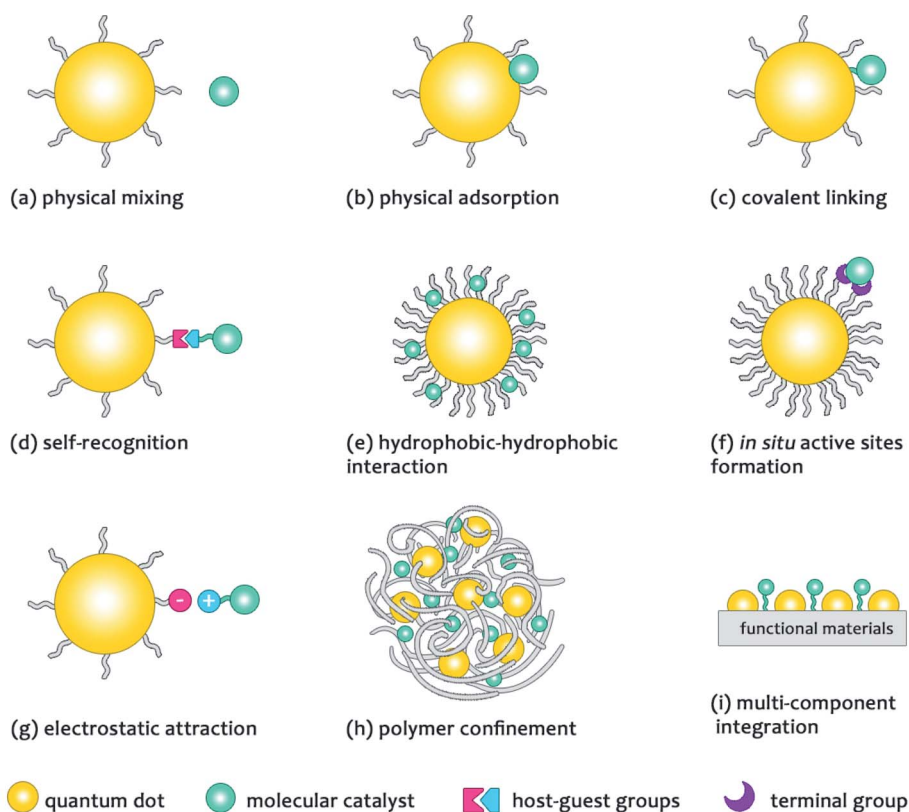 (a) physical mixing
(b) physical adsorption
(c) covalent linking
(d) self-recognition
(e) hydrophobic-hydrophobic
interaction
(f) in situ active sites
formation
- +
(g) electrostatic attraction
(h) polymer confinement
functional materials
(i) multi-component
integration
quantum dot
molecular catalyst
host-guest groups
terminal group